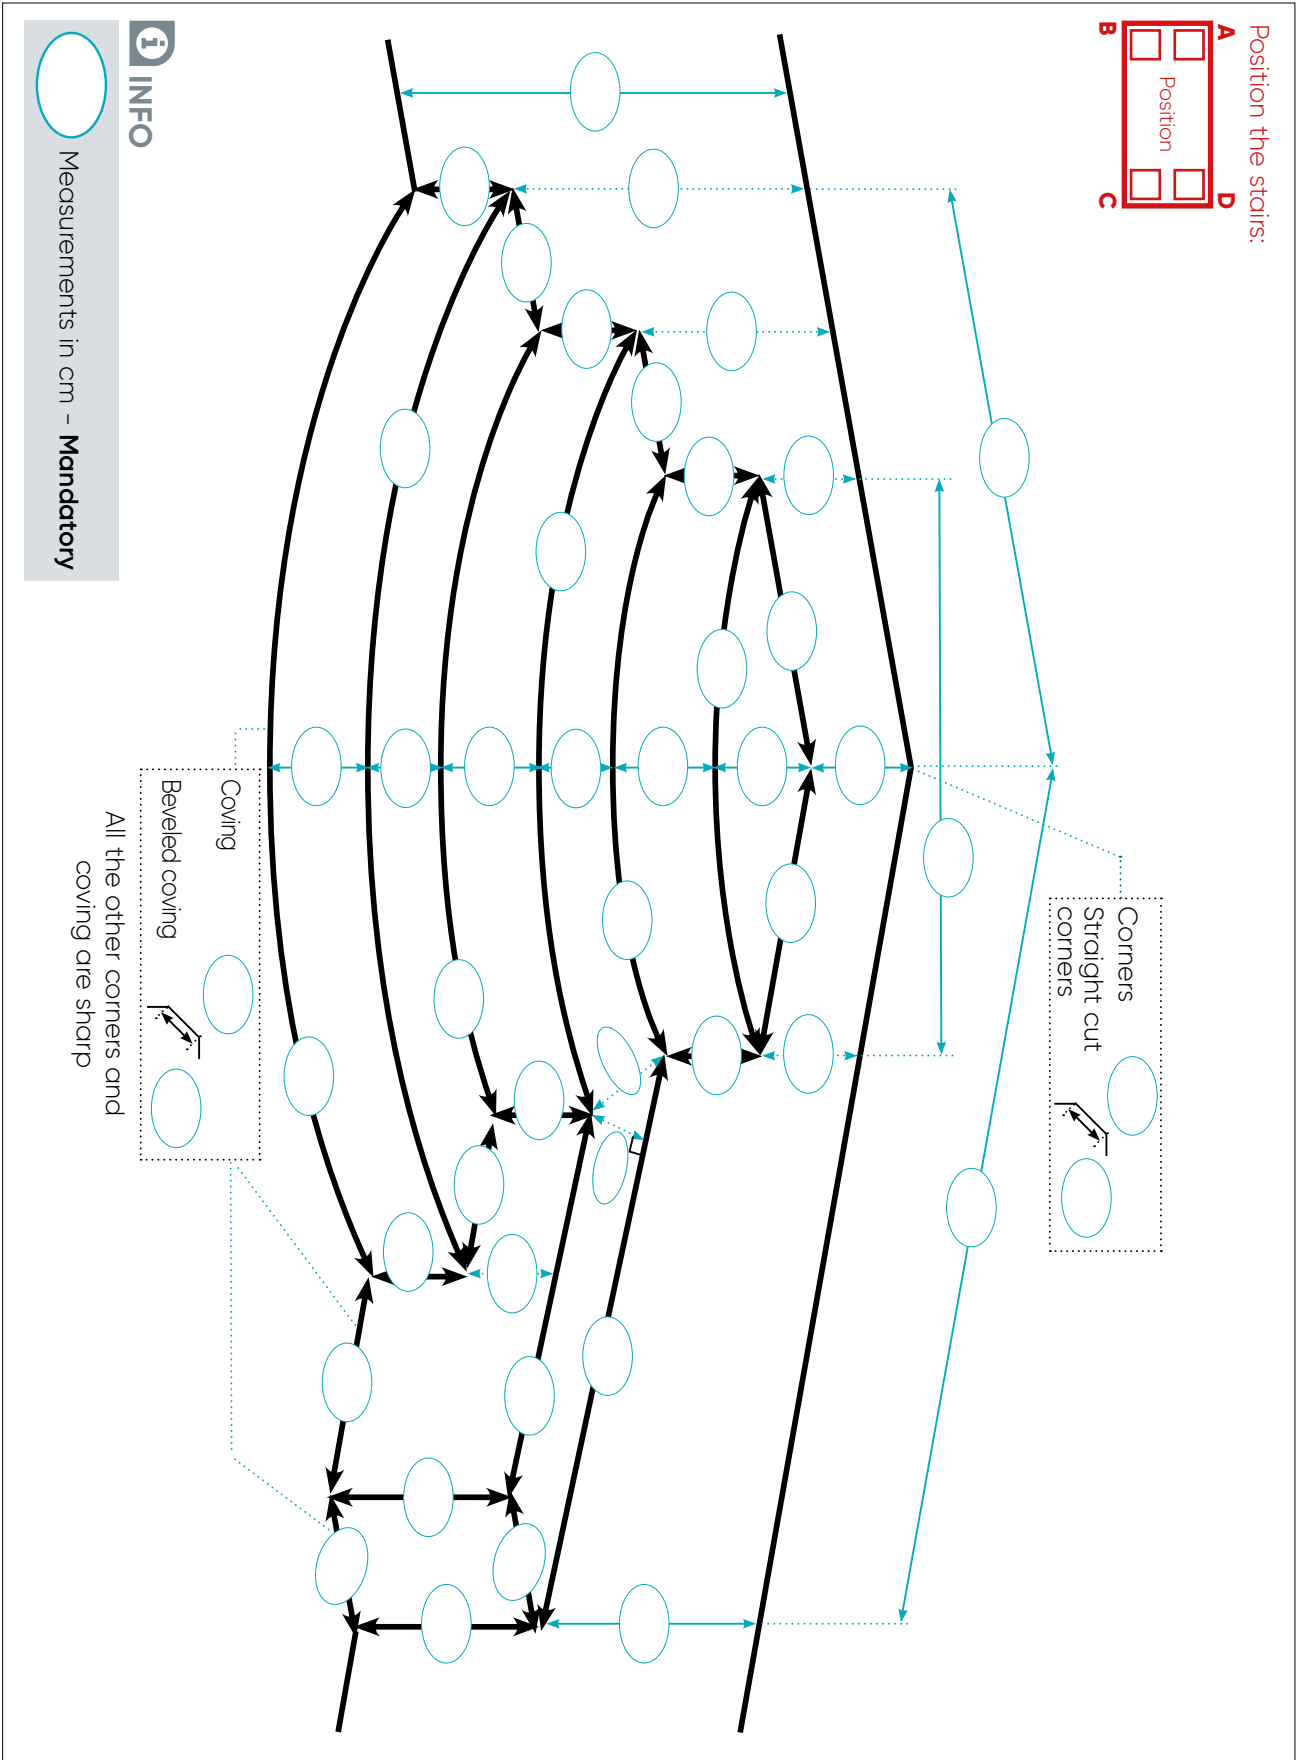 Position the stairs:
A
D
Position
B
C
Corners
Straight cut
corners
Coving
Beveled coving
All the other corners and
coving are sharp
i INFO
Measurements in cm - Mandatory